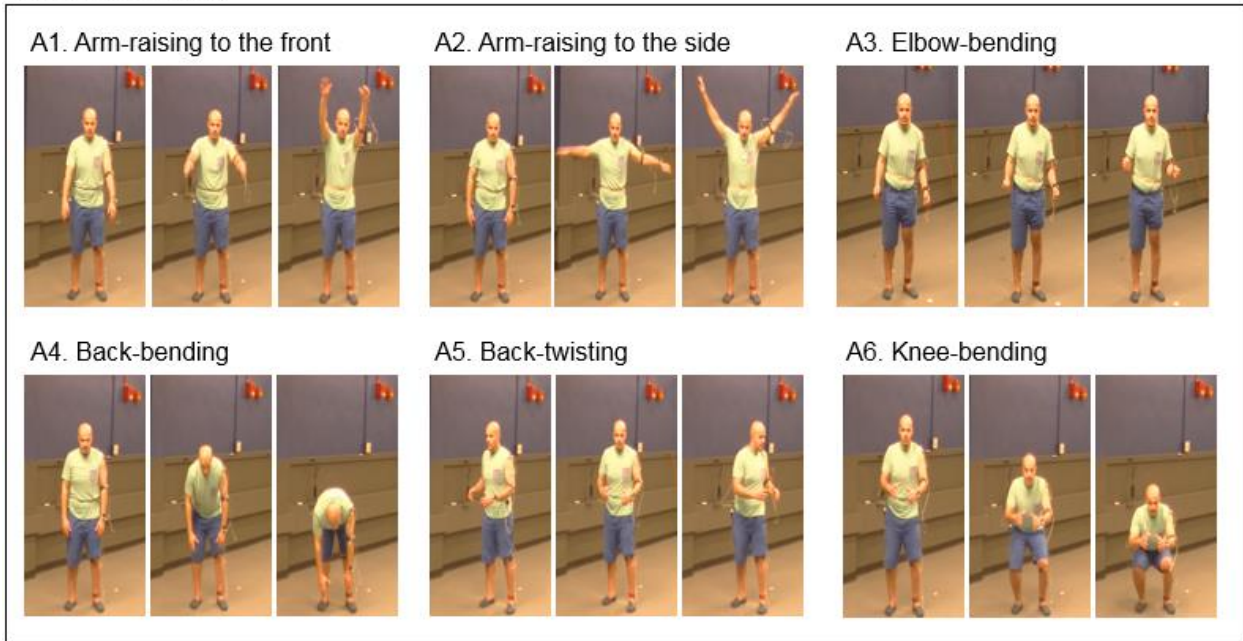 A1. Arm-raising to the front
A2. Arm-raising to the side
A3. Elbow-bending
A4. Back-bending
A5. Back-twisting
A6. Knee-bending